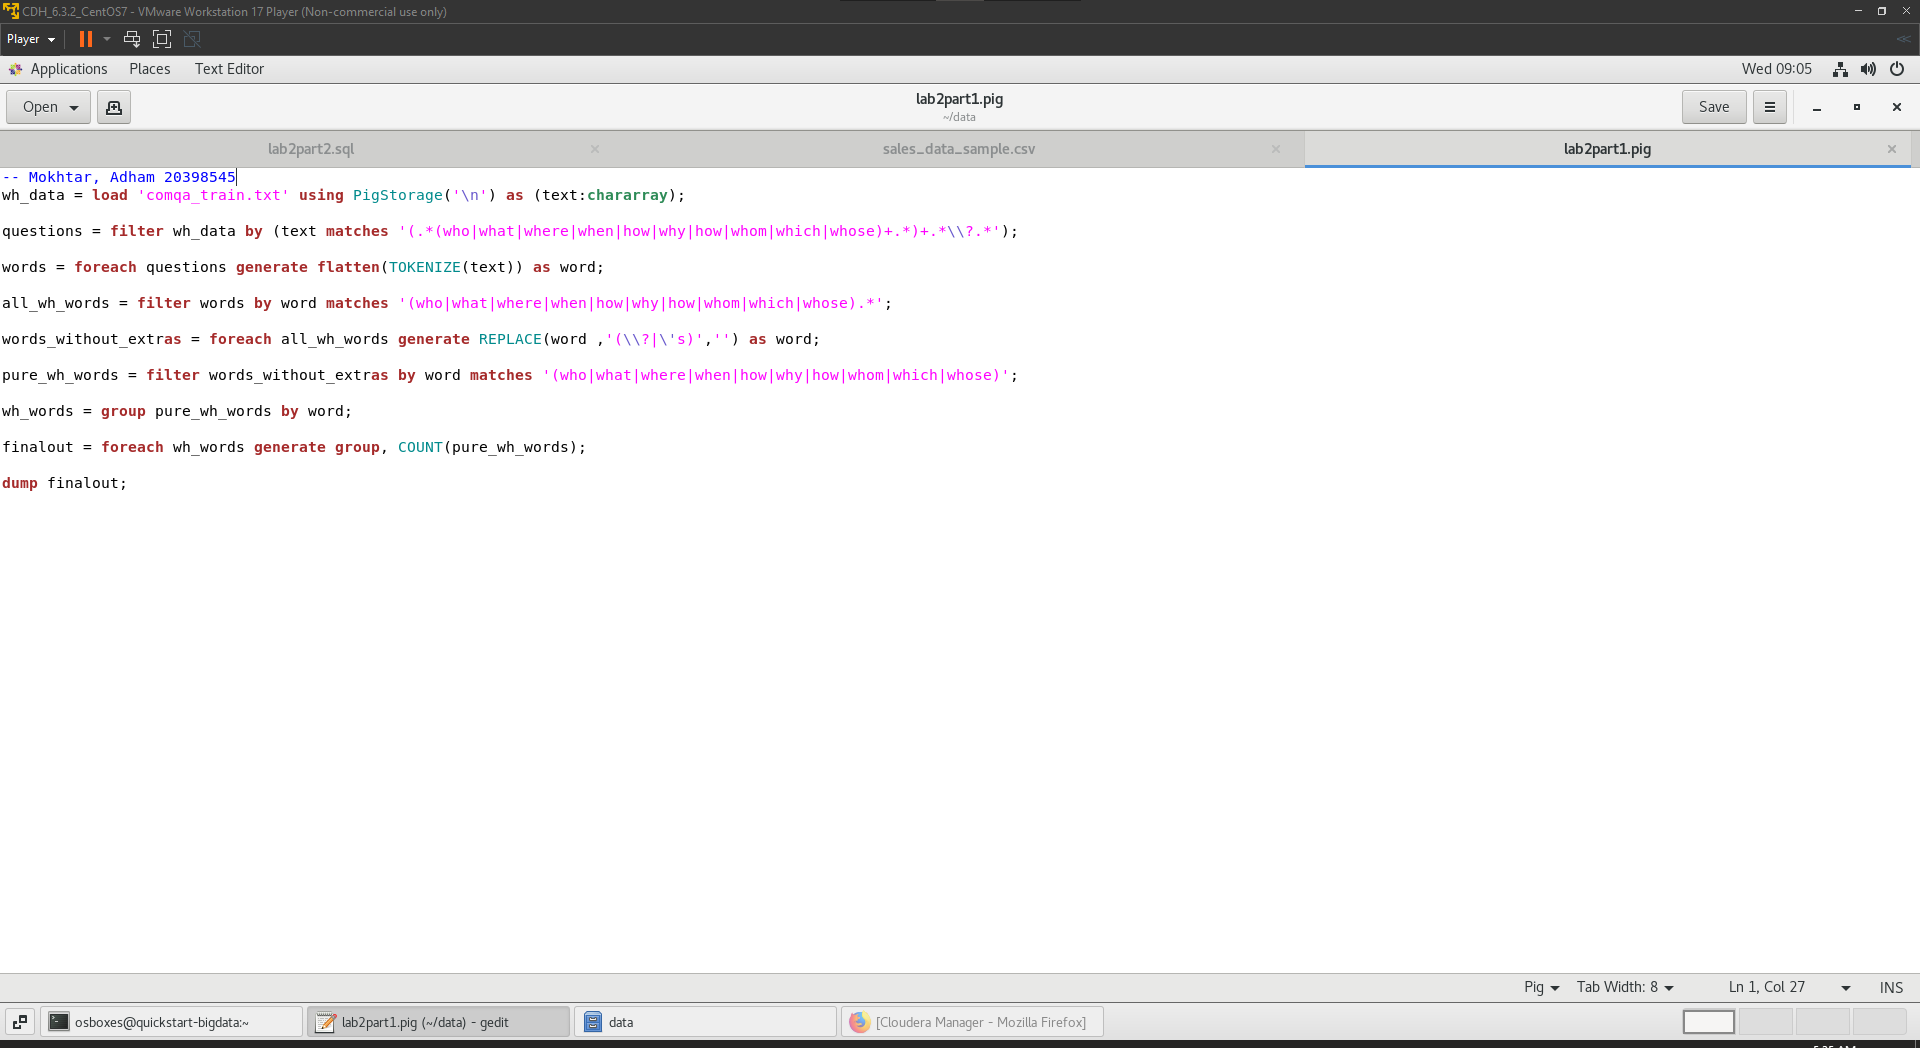 CDH_6.3.2_CentOS7 - VMware Workstation 17 Player (Non-commercial use only)
Player
Applications Places Text Editor Wed 09:05
Open lab2part1.pig Save
~/data
lab2part2.sql sales_data_sample.csv lab2part1.pig
-- Mokhtar, Adham 20398545
wh_data = load 'comqa_train.txt' using PigStorage('\n') as (text:chararray);
questions = filter wh_data by (text matches '(.*(who|what|where|when|how|why|how|whom|which|whose)+.*)+.*\\?.*');
words = foreach questions generate flatten(TOKENIZE(text)) as word;
all_wh_words = filter words by word matches '(who|what|where|when|how|why|how|whom|which|whose).*';
words_without_extras = foreach all_wh_words generate REPLACE(word ,'(\\?|\'s)','') as word;
pure_wh_words = filter words_without_extras by word matches '(who|what|where|when|how|why|how|whom|which|whose)';
wh_words = group pure_wh_words by word;
finalout = foreach wh_words generate group, COUNT(pure_wh_words);
dump finalout;
Pig Tab Width: 8 Ln 1, Col 27 INS
osboxes@quickstart-bigdata:~ lab2part1.pig (~/data) - gedit data [Cloudera Manager - Mozilla Firefox]